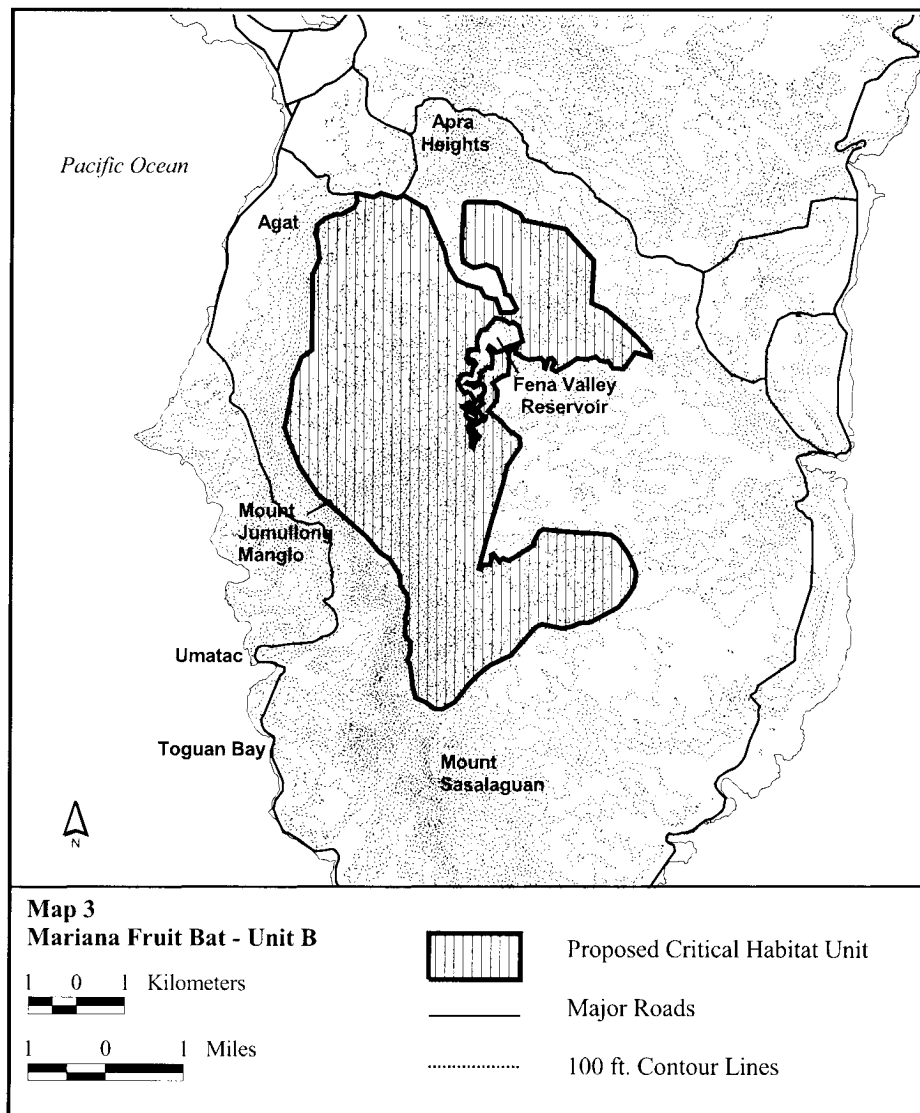 Apra
Heights
Pacific Ocean
Agat
Fena Valley
Reservoir
Mount
Jumullong
Manglo
Umatac
Toguan Bay
Mount
Sasalaguan
N
Map 3
Mariana Fruit Bat - Unit B
1 0 1 Kilometers
1 0 1 Miles
Proposed Critical Habitat Unit
Major Roads
100 ft. Contour Lines